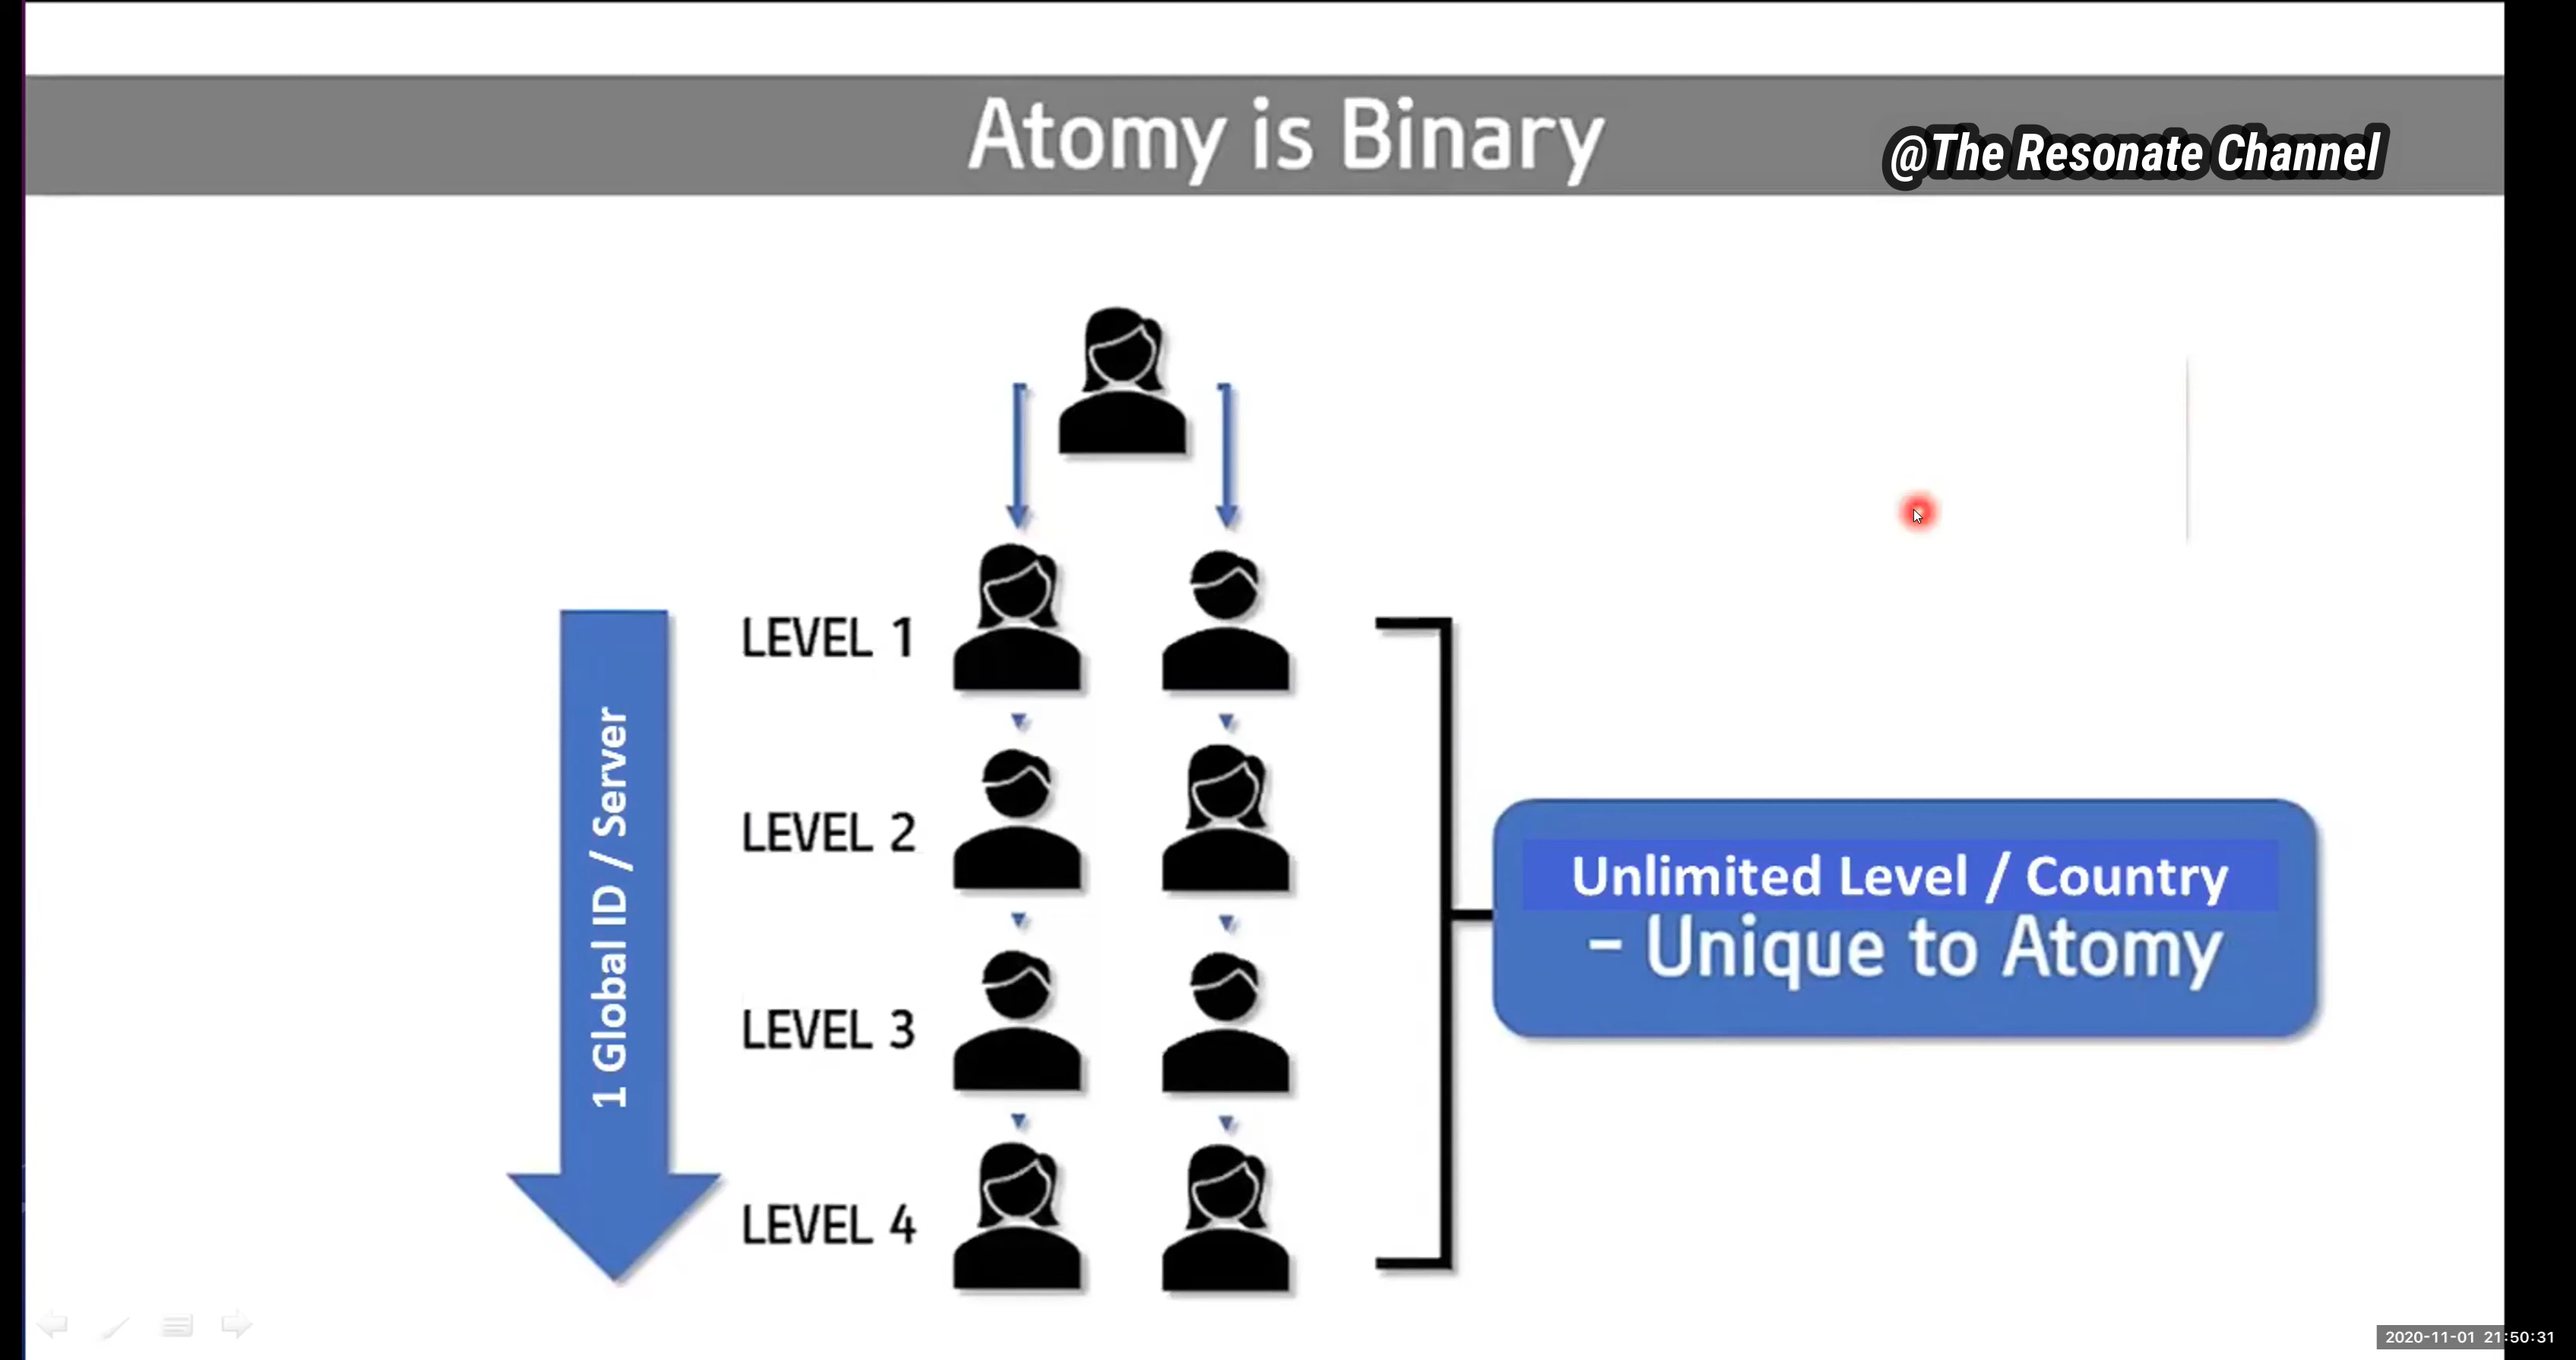 Atomy is Binary
@The Resonate Channel
LEVEL 1
LEVEL 2
LEVEL 3
LEVEL 4
1 Global ID / Server
Unlimited Level / Country
- Unique to Atomy
2020-11-01 21:50:31